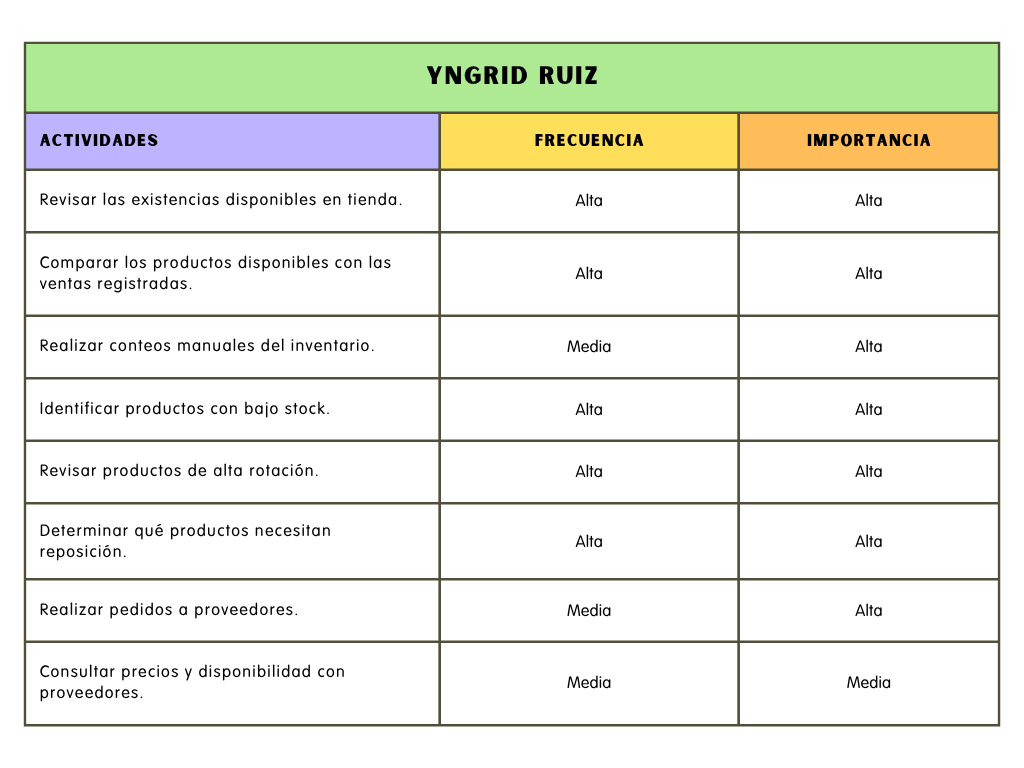 YNGRID RUIZ
ACTIVIDADES FRECUENCIA IMPORTANCIA
Revisar las existencias disponibles en tienda. Alta Alta
Comparar los productos disponibles con las
ventas registradas. Alta Alta
Realizar conteos manuales del inventario. Media Alta
Identificar productos con bajo stock. Alta Alta
Revisar productos de alta rotación. Alta Alta
Determinar qué productos necesitan
reposición. Alta Alta
Realizar pedidos a proveedores. Media Alta
Consultar precios y disponibilidad con
proveedores. Media Media